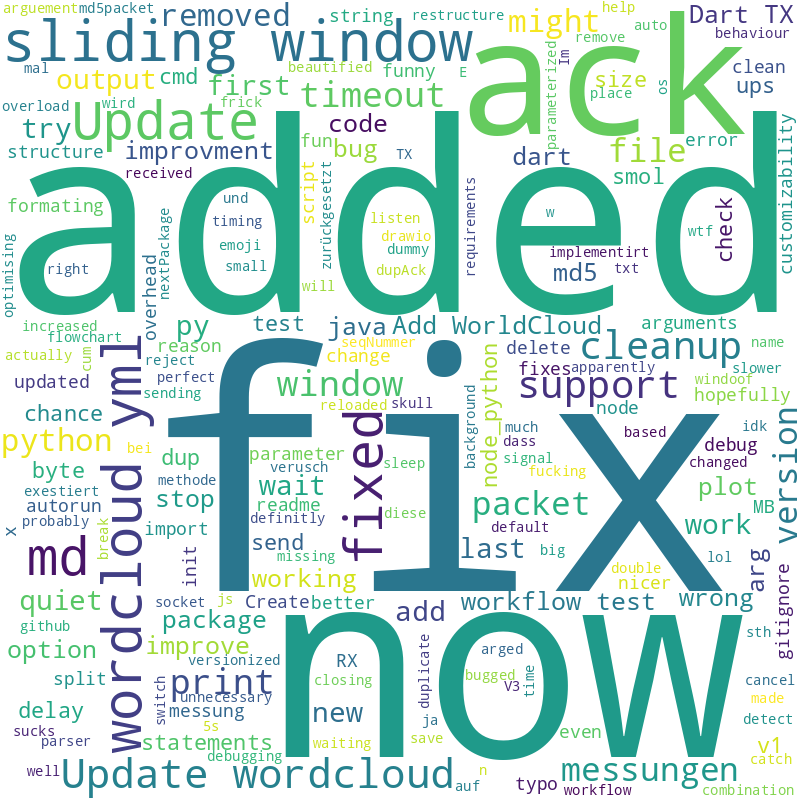 arguement md5packet
string
restructure
help
removed
might
Dart TX
sliding window
ack
behaviour
auto
mal
cmd
beautified
funny
E
remove
Im
parameterized
clean
output
first
size
place
os
ups
overload
wird
frick
timeout
try
Update
code
file
error
structure
improvment
fun
bug
TX
dart
smol
customizability
received
script
added
formating
und
zurückgesetzt
listen
w
requirements
check
wtf
timing
drawio
implementirt
optimising
right
emoji
dummy
nextPackage
small
dupAck
md5
txt
will
overhead
increased
py
test
java
Add WorldCloud
arguments
flowchart
seqNummer
reason
change
delete
cleanup
name
actually
cum
reject
window
node_python
fixes
apparently
slower
updated
perfect
support
windoof
sending
reloaded
skull
hopefully
wordcloud yml
chance
fix
background
much
node
idk
version
python
bei
dup
parameter
fixed
dass
based
debug
byte
verusch
sleep
signal
changed
exestiert
methode
wait
fucking
plot
MB
autorun
stop
readme
packet
probably
definitly
diese
x
break
import
default
work
md
send
last
big
lol
init
missing
double
arg
gitignore
working
nicer
quiet
socket
js
Create
better
add
workflow test
wrong
github
package
now
sth
option
improve
versionized
RX
duplicate
arged
cancel
split
print
closing
bugged
time
detect
switch
unnecessary
V3
made
delay
messung
new
ja
save
5s
sucks
statements
waiting
even
v1
parser
debugging
catch
well
Update wordcloud
auf
n
typo
messungen
workflow
combination